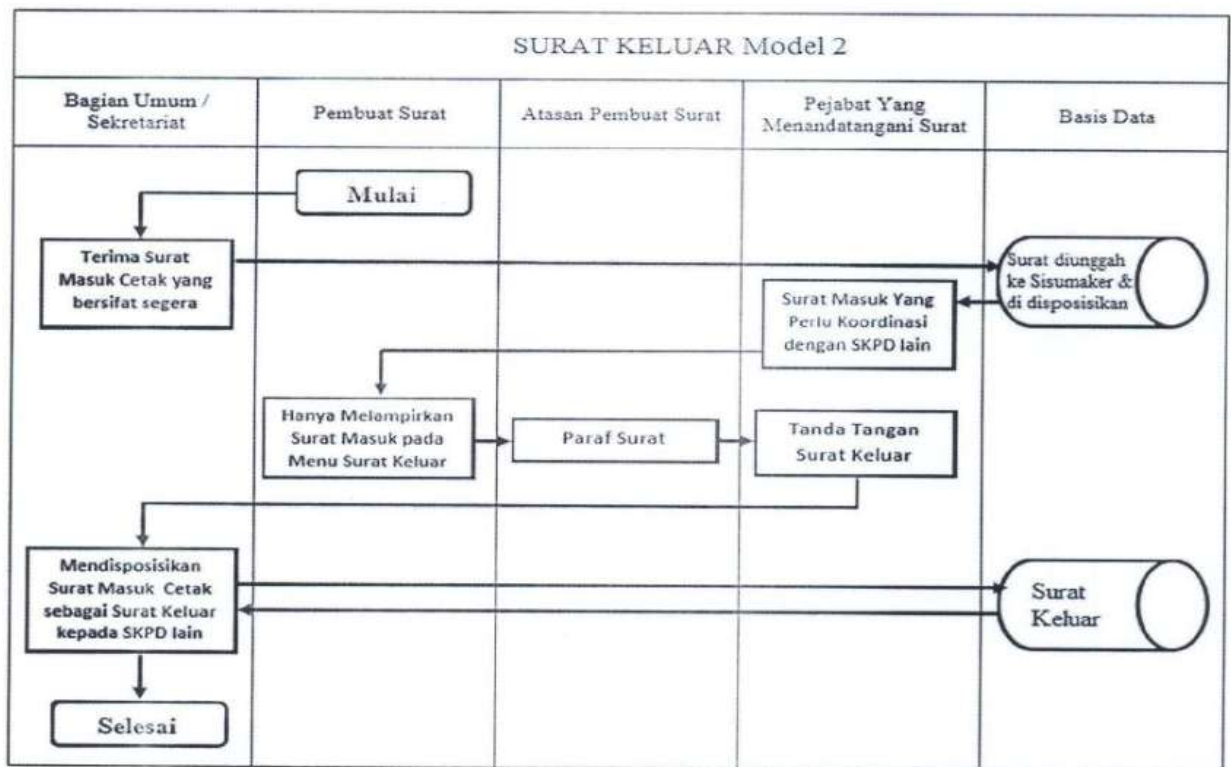 SURAT KELUAR Model 2
Bagian Umum /
Sekretariat
Pembuat Surat
Atasan Pembuat Surat
Pejabat Yang
Menandatangani Surat
Basis Data
Mulai
Terima Surat
Masuk Cetak yang
bersifat segera
Surat diunggah
ke Sisumaker &
di disposisikan
Surat Masuk Yang
Perlu Koordinasi
dengan SKPD lain
Hanya Melampirkan
Surat Masuk pada
Menu Surat Keluar
Paraf Surat
Tanda Tangan
Surat Keluar
Mendisposisikan
Surat Masuk Cetak
sebagai Surat Keluar
kepada SKPD lain
Surat
Keluar
Selesai